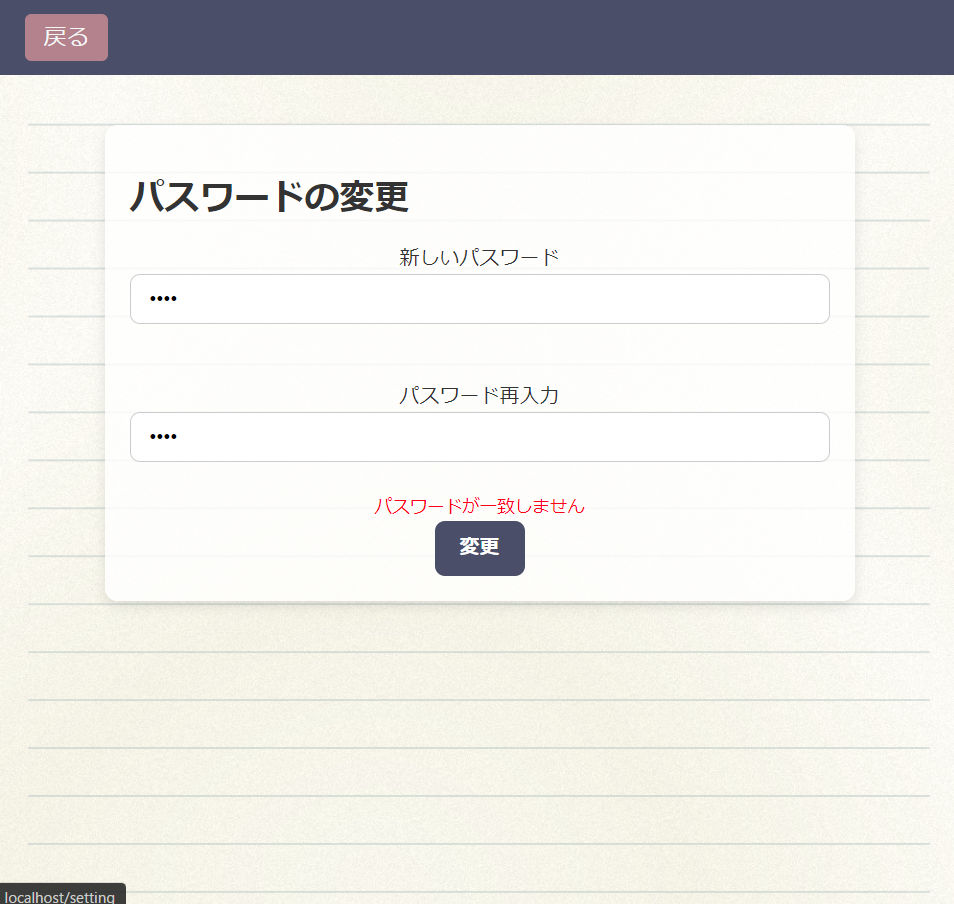 戻る
パスワードの変更
新しいパスワード
••••
パスワード再入力
••••
パスワードが一致しません
変更
localhost/setting